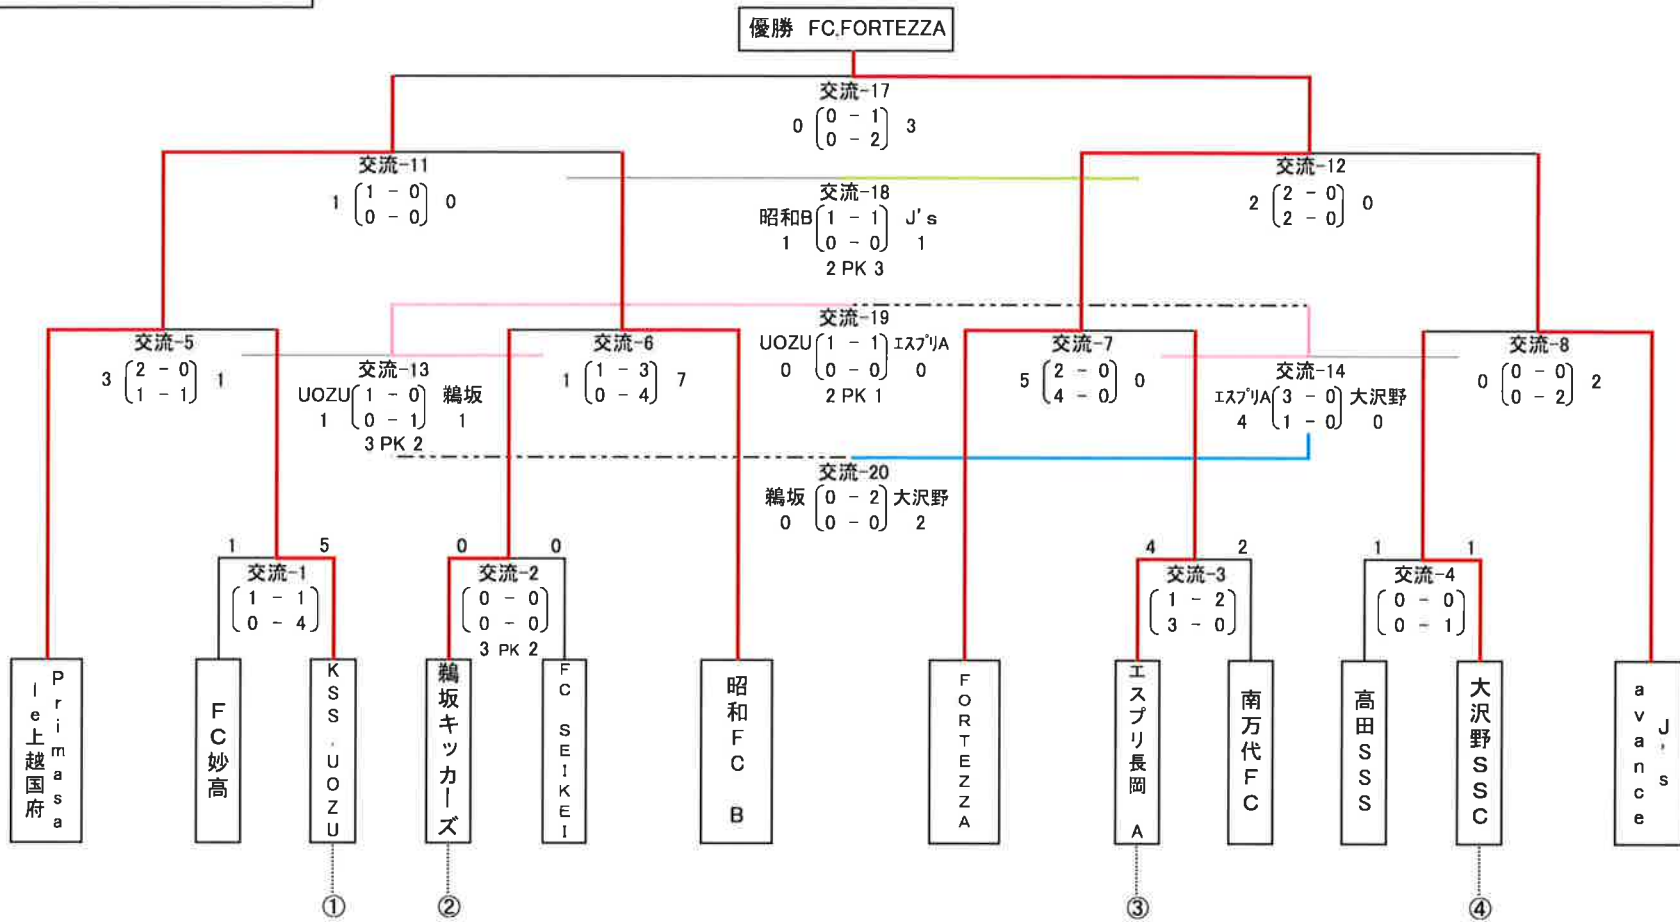 優勝 FC.FORTEZZA
交流-17
0 0 - 1 3
0 - 2
交流-11
1 1 - 0 0
0 - 0
交流-12
2 2 - 0 0
2 - 0
交流-18
昭和B 1 - 1 J's
1 0 - 0 1
2 PK 3
交流-19
UOZU 1 - 1 エスプリA
0 0 - 0 0
2 PK 1
交流-5
3 2 - 0 1
1 - 1
交流-6
1 1 - 3 7
0 - 4
交流-7
5 2 - 0 0
4 - 0
交流-8
0 0 - 0 2
0 - 2
交流-13
UOZU 1 - 0 鵜坂
1 0 - 1 1
3 PK 2
交流-14
エスプリA 3 - 0 大沢野
4 1 - 0 0
交流-20
鵜坂 0 - 2 大沢野
0 0 - 0 2
1 5
交流-1
1 - 1
0 - 4
0 0
交流-2
0 - 0
0 - 0
3 PK 2
4 2
交流-3
1 - 2
3 - 0
1 1
交流-4
0 - 0
0 - 1
Primasa
le上越国府
FC妙高
KSS.UOZU
鵜坂キッカーズ
FC SEIKEI
昭和FC B
FORTEZZA
エスプリ長岡 A
南万代FC
高田SSS
大沢野SSC
J's
avance
①
②
③
④